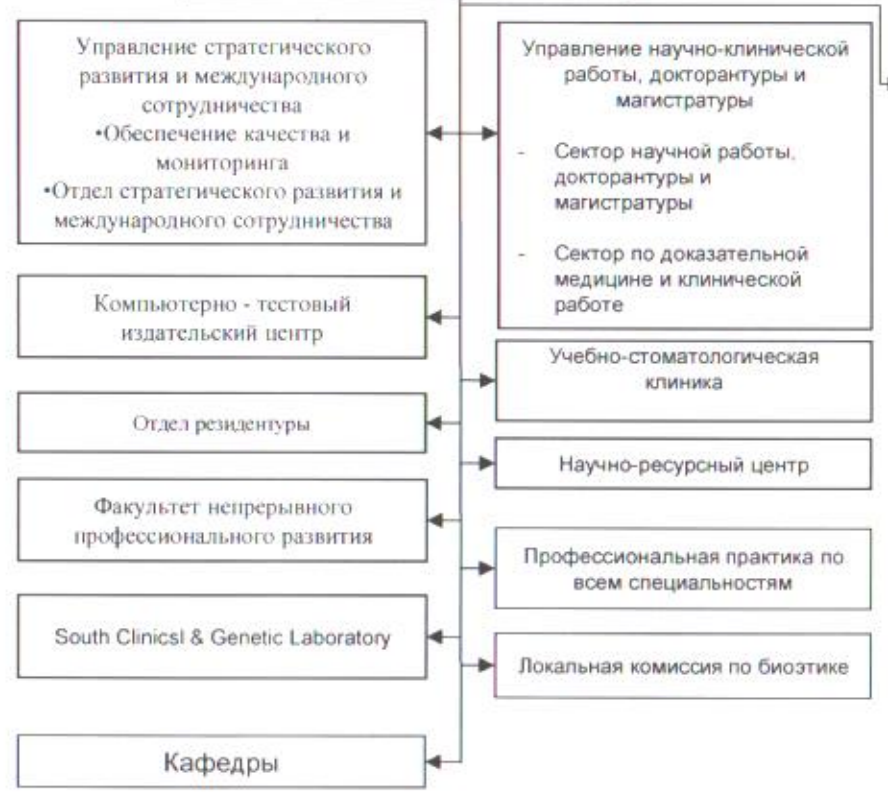 Управление стратегического
развития и международного
сотрудничества
•Обеспечение качества и
мониторинга
•Отдел стратегического развития и
международного сотрудничества
Управление научно-клинической
работы, докторантуры и
магистратуры
- Сектор научной работы,
докторантуры и
магистратуры
- Сектор по доказательной
медицине и клинической
работе
Компьютерно - тестовый
издательский центр
Учебно-стоматологическая
клиника
Отдел резидентуры
Научно-ресурсный центр
Факультет непрерывного
профессионального развития
Профессиональная практика по
всем специальностям
South Clinicsl & Genetic Laboratory
Локальная комиссия по биоэтике
Кафедры